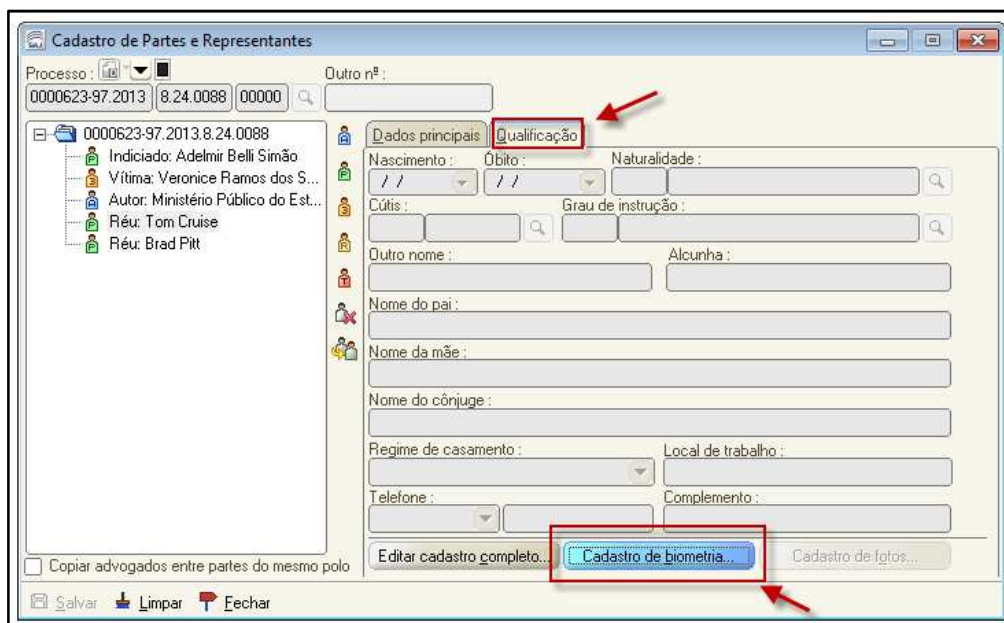 Cadastro de Partes e Representantes
Processo :
Outro nº :
0000623-97.2013 8.24.0088 00000
0000623-97.2013.8.24.0088
Indiciado: Adelmir Belli Simão
Vítima: Veronice Ramos dos S...
Autor: Ministério Público do Est...
Réu: Tom Cruise
Réu: Brad Pitt
Copiar advogados entre partes do mesmo polo
Dados principais Qualificação
Nascimento : Óbito : Naturalidade :
/ / / /
Cútis : Grau de instrução :
Outro nome : Alcunha :
Nome do pai :
Nome da mãe :
Nome do cônjuge :
Regime de casamento : Local de trabalho :
Telefone : Complemento :
Editar cadastro completo... Cadastro de biometria... Cadastro de fotos...
Salvar Limpar Fechar